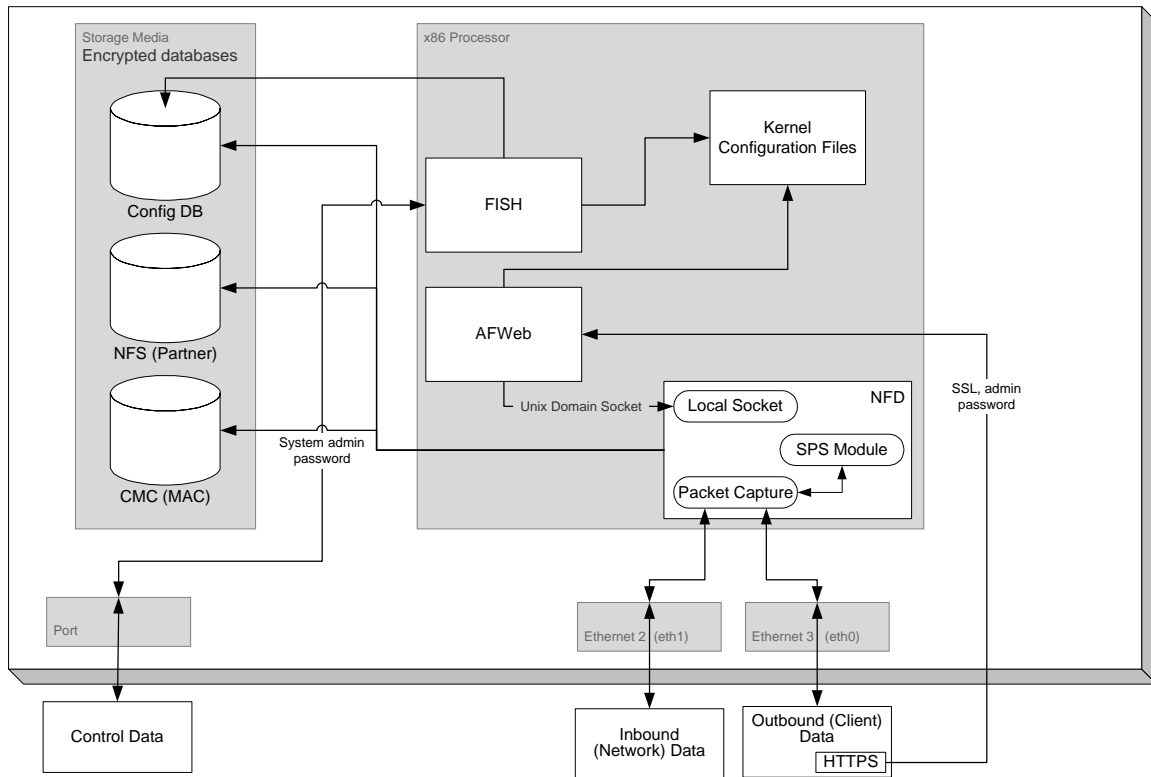 Storage Media
Encrypted databases
Config DB
NFS (Partner)
CMC (MAC)
x86 Processor
Kernel
Configuration Files
FISH
AFWeb
Unix Domain Socket
Local Socket
NFD
SPS Module
Packet Capture
System admin
password
SSL, admin
password
Port
Ethernet 2 (eth1)
Ethernet 3 (eth0)
Control Data
Inbound
(Network) Data
Outbound (Client)
Data
HTTPS